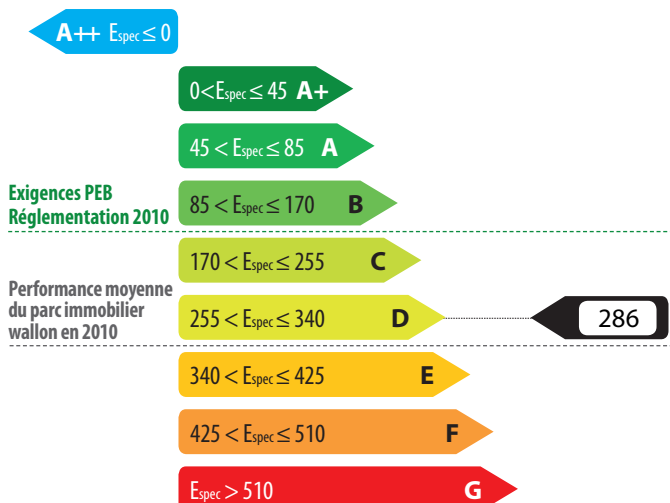 A++ Espec ≤ 0
0<Espec ≤ 45 A+
45 < Espec ≤ 85 A
Exigences PEB
Réglementation 2010
85 < Espec ≤ 170 B
170 < Espec ≤ 255 C
Performance moyenne
du parc immobilier
wallon en 2010
255 < Espec ≤ 340 D
286
340 < Espec ≤ 425 E
425 < Espec ≤ 510 F
Espec > 510 G